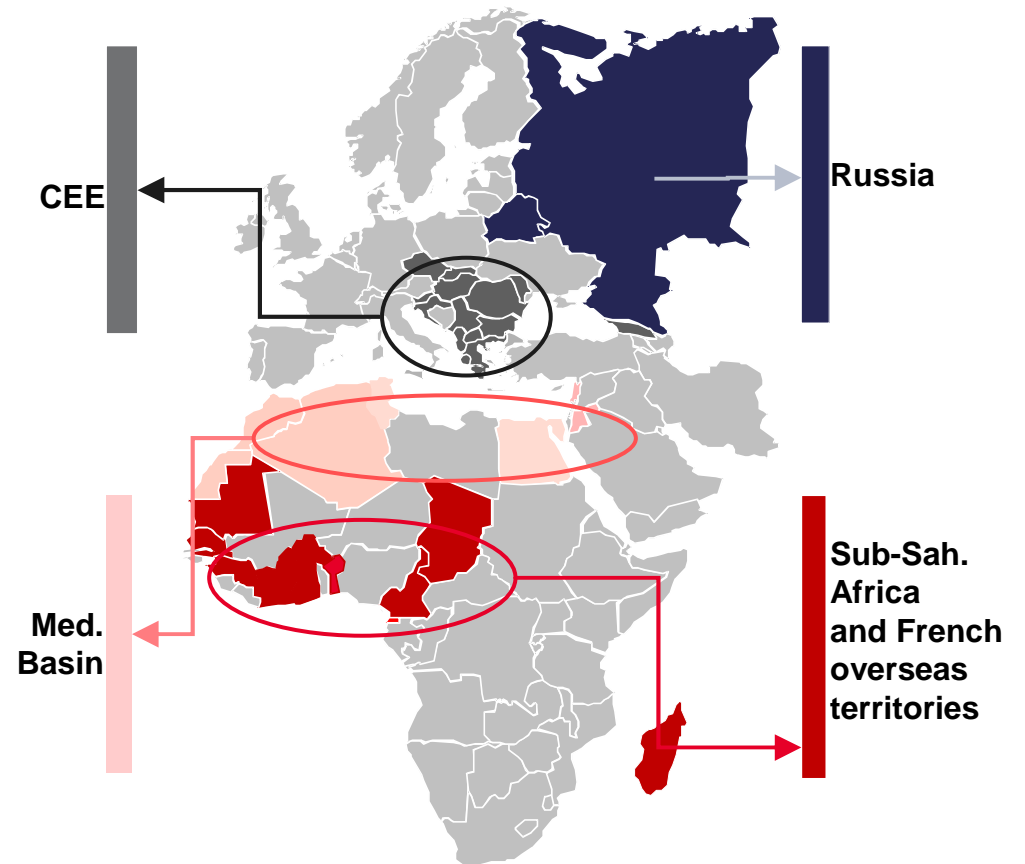 CEE
Russia
Med.
Basin
Sub-Sah.
Africa
and French
overseas
territories